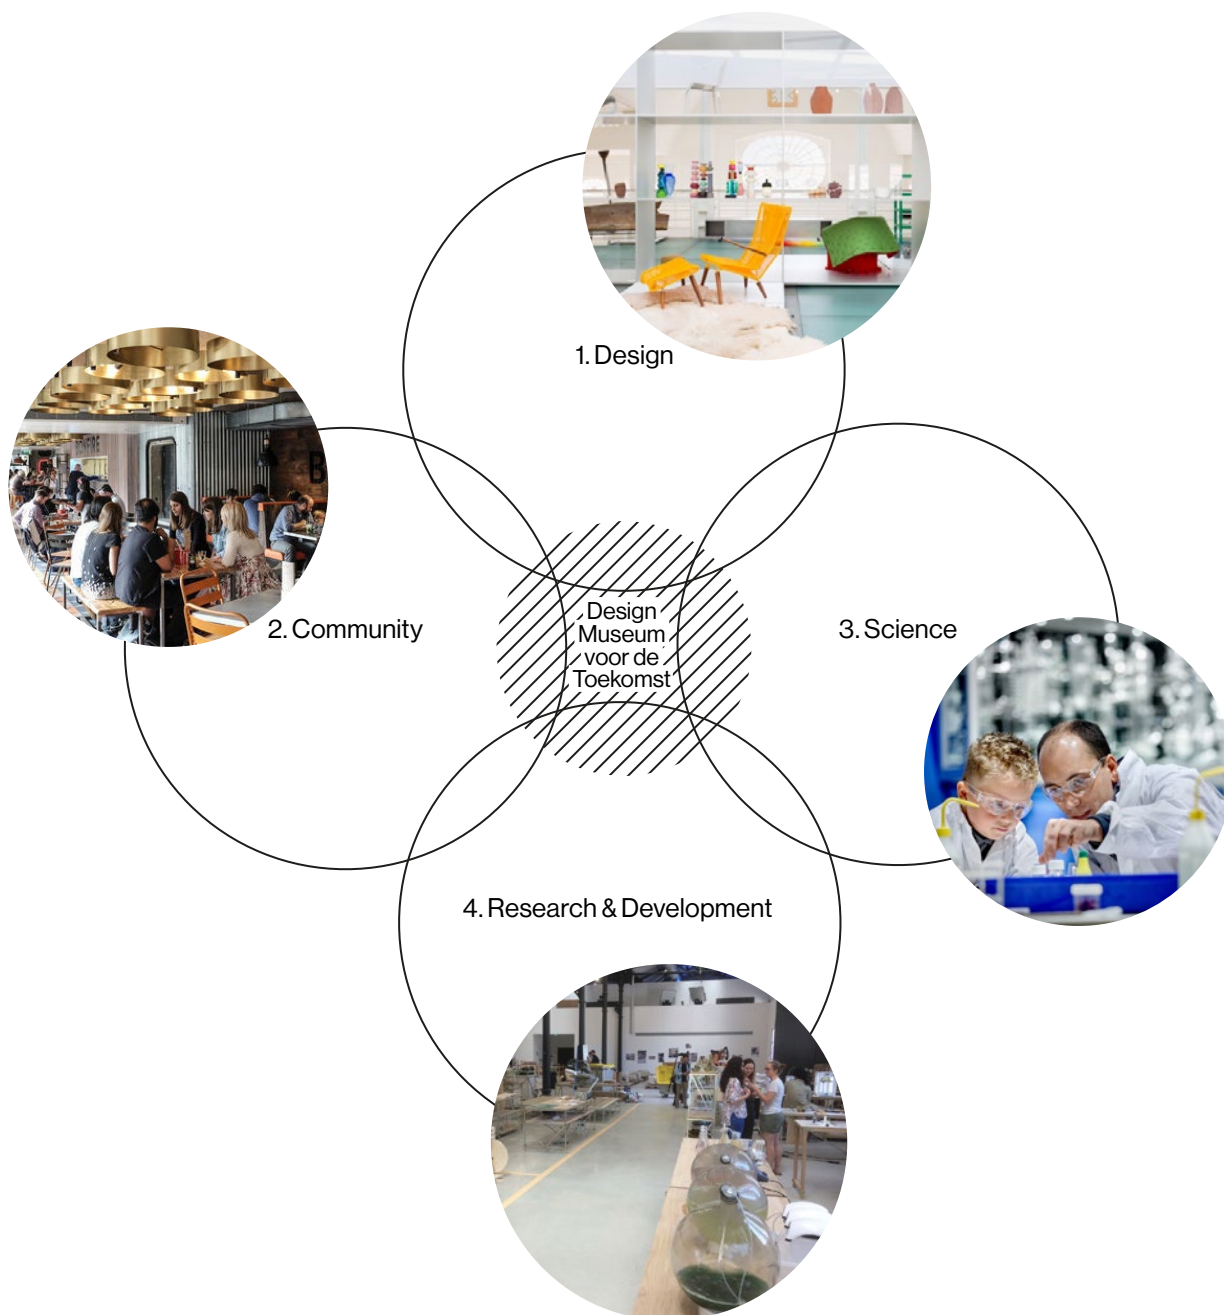 1. Design
2. Community
Design
Museum
voor de
Toekomst
3. Science
4. Research & Development